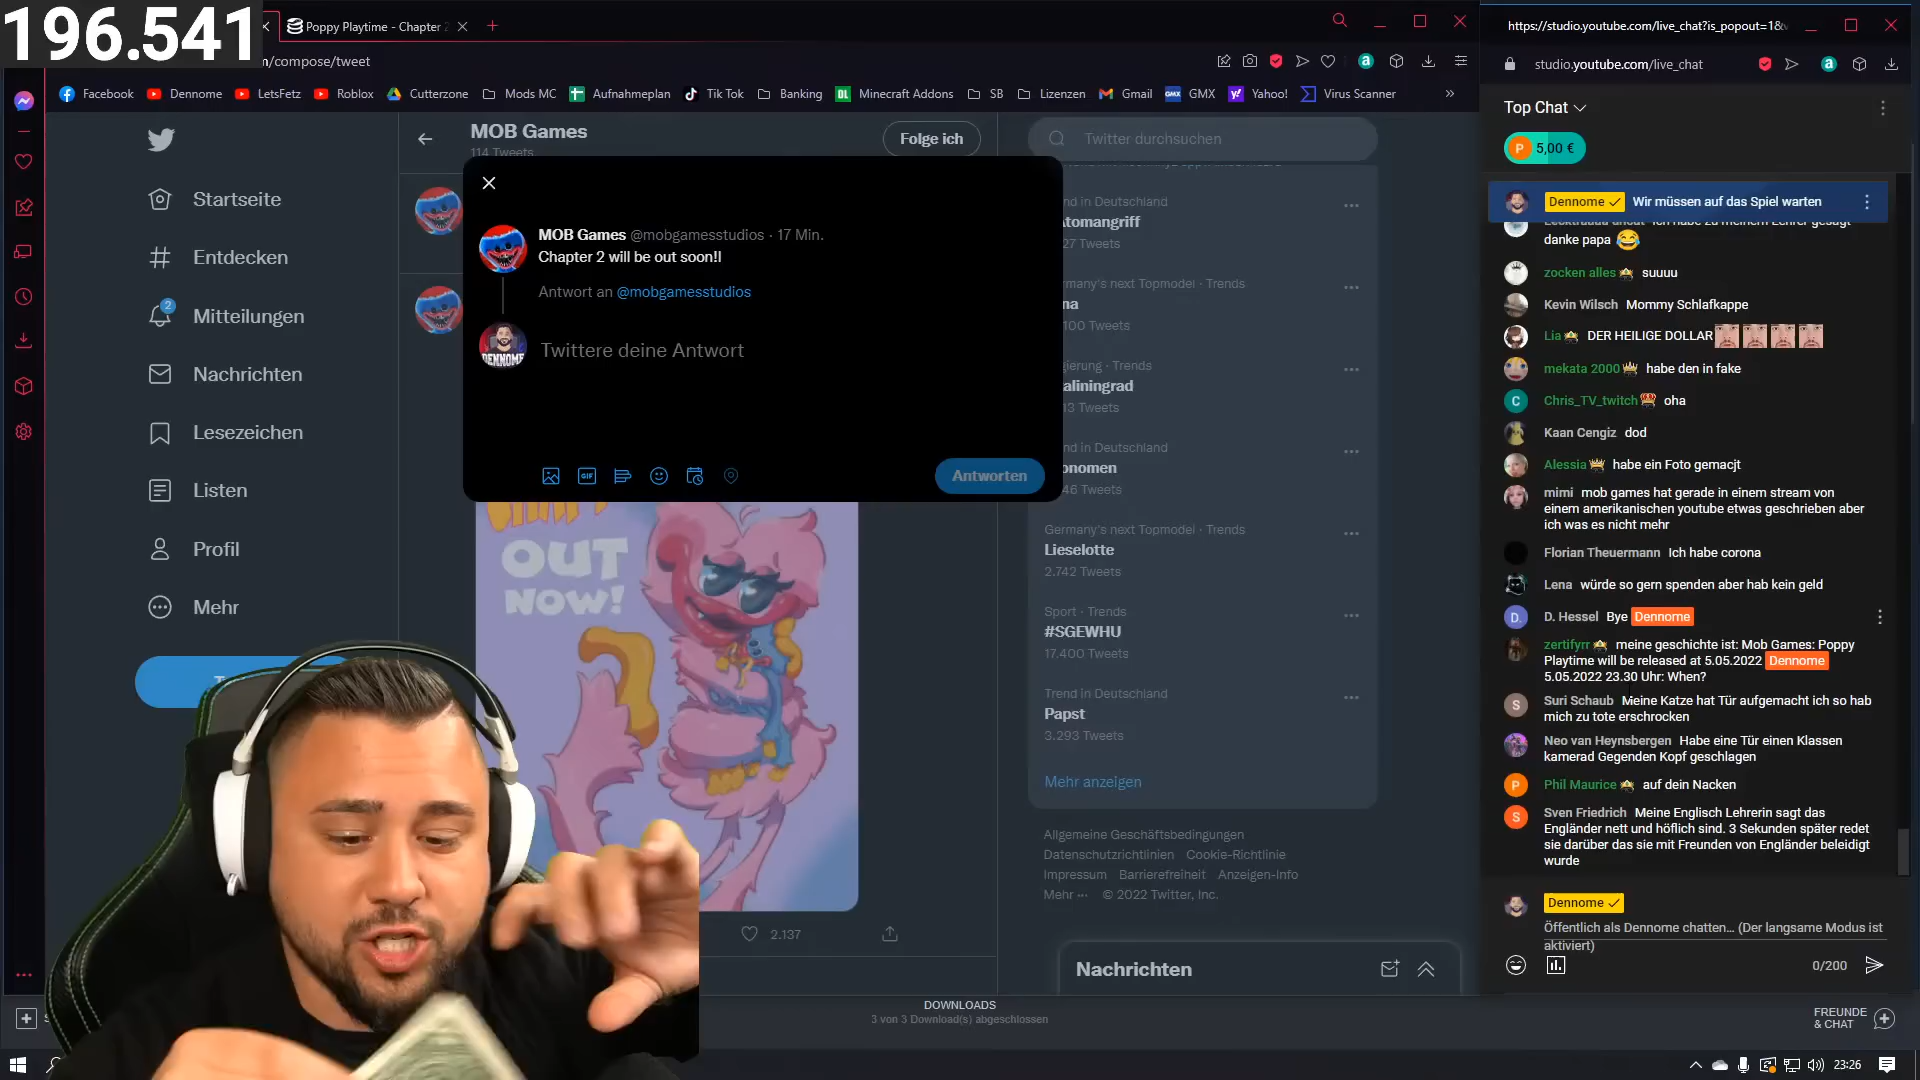 196.541
Poppy Playtime - Chapter 2
m/compose/tweet
Facebook
Dennome
LetsFetz
Roblox
Cutterzone
Mods MC
Aufnahmeplan
Tik Tok
Banking
Minecraft Addons
SB
Lizenzen
Gmail
GMX
Yahoo!
Virus Scanner
Startseite
Entdecken
2
Mitteilungen
Nachrichten
Lesezeichen
Listen
Profil
Mehr
MOB Games
114 Tweets
Folge ich
MOB Games @mobgamesstudios · 17 Min.
Chapter 2 will be out soon!!
Antwort an @mobgamesstudios
DENNOME
Twittere deine Antwort
GIF
Antworten
OUT
NOW!
2.137
Twitter durchsuchen
nd in Deutschland
tomangriff
27 Tweets
many's next Topmodel · Trends
na
100 Tweets
gierung · Trends
aliningrad
13 Tweets
nd in Deutschland
onomen
46 Tweets
Germany's next Topmodel · Trends
Lieselotte
2.742 Tweets
Sport · Trends
#SGEWHU
17.400 Tweets
Trend in Deutschland
Papst
3.293 Tweets
Mehr anzeigen
Allgemeine Geschäftsbedingungen
Datenschutzrichtlinien Cookie-Richtlinie
Impressum Barrierefreiheit Anzeigen-Info
Mehr ··· © 2022 Twitter, Inc.
Nachrichten
DOWNLOADS
3 von 3 Download(s) abgeschlossen
https://studio.youtube.com/live_chat?is_popout=1&
studio.youtube.com/live_chat
Top Chat
P 5,00 €
Dennome Wir müssen auf das Spiel warten
danke papa
zocken alles suuuu
Kevin Wilsch Mommy Schlafkappe
Lia DER HEILIGE DOLLAR
mekata 2000 habe den in fake
C Chris_TV_twitch oha
Kaan Cengiz dod
Alessia habe ein Foto gemacjt
mimi mob games hat gerade in einem stream von
einem amerikanischen youtube etwas geschrieben aber
ich was es nicht mehr
Florian Theuermann Ich habe corona
Lena würde so gern spenden aber hab kein geld
D. D. Hessel Bye Dennome
zertifyrr meine geschichte ist: Mob Games: Poppy
Playtime will be released at 5.05.2022 Dennome
5.05.2022 23.30 Uhr: When?
S Suri Schaub Meine Katze hat Tür aufgemacht ich so hab
mich zu tote erschrocken
Neo van Heynsbergen Habe eine Tür einen Klassen
kamerad Gegenden Kopf geschlagen
P Phil Maurice auf dein Nacken
S Sven Friedrich Meine Englisch Lehrerin sagt das
Engländer nett und höflich sind. 3 Sekunden später redet
sie darüber das sie mit Freunden von Engländer beleidigt
wurde
Dennome
Öffentlich als Dennome chatten... (Der langsame Modus ist
aktiviert)
0/200
FREUNDE
& CHAT
23:26